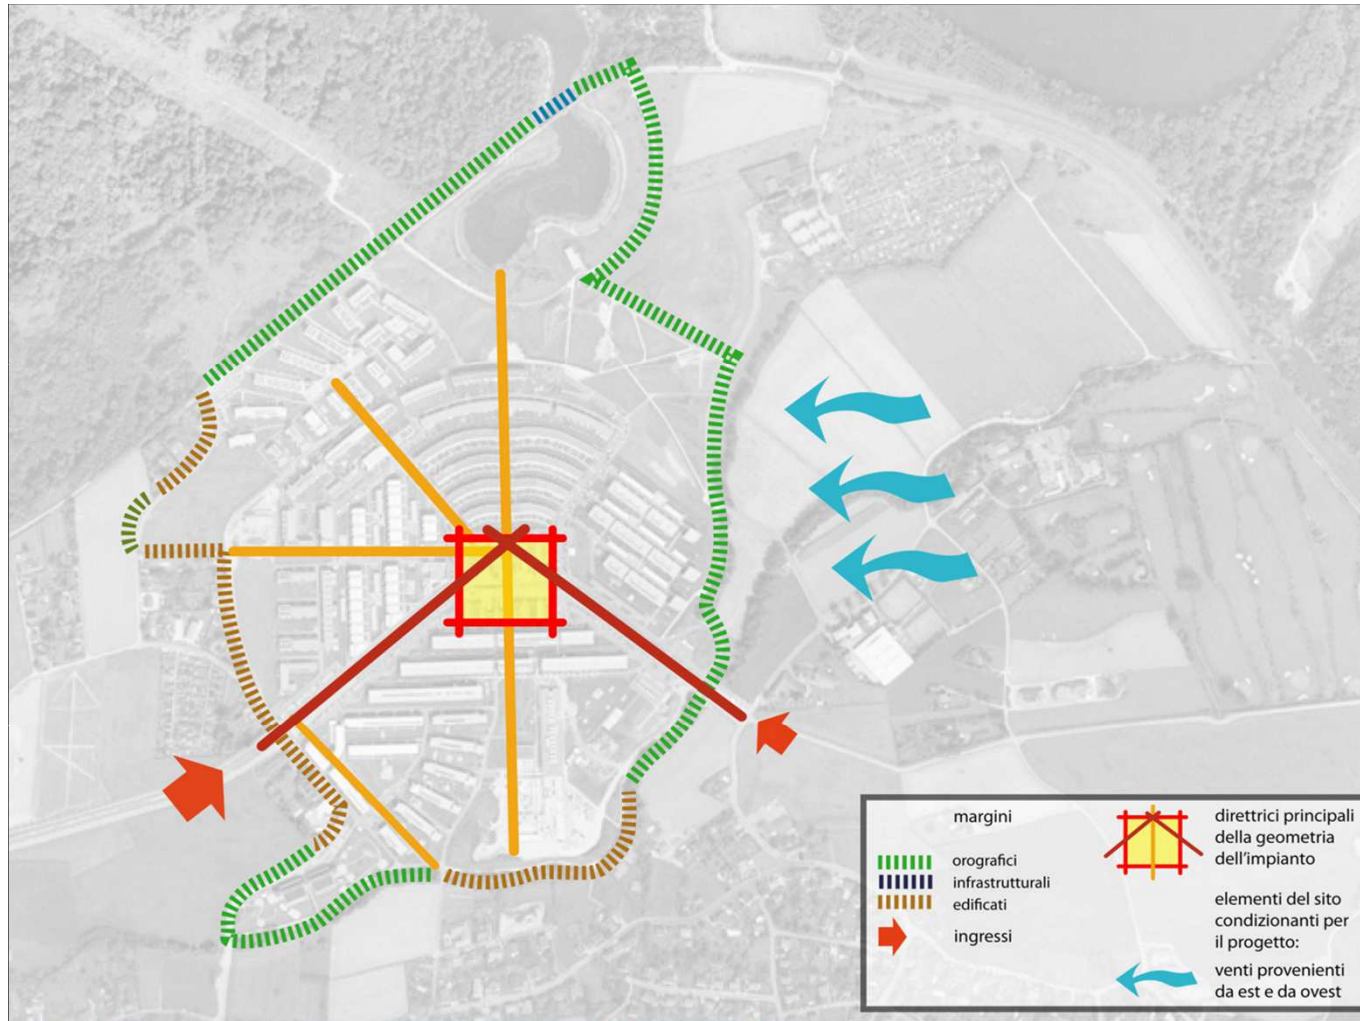 margini
orografici
infrastrutturali
edificati
ingressi
direttrici principali
della geometria
dell'impianto
elementi del sito
condizionanti per
il progetto:
venti provenienti
da est e da ovest